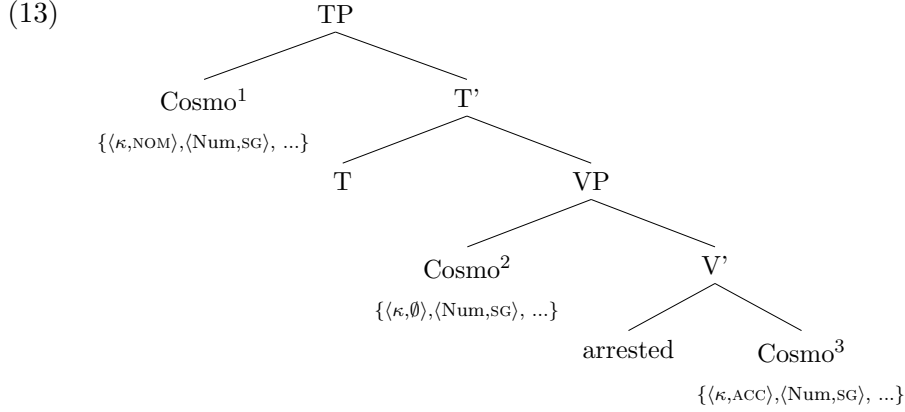 (13) TP
Cosmo¹ T'
{⟨κ,NOM⟩,⟨Num,SG⟩, ...}
T VP
Cosmo² V'
{⟨κ,∅⟩,⟨Num,SG⟩, ...}
arrested Cosmo³
{⟨κ,ACC⟩,⟨Num,SG⟩, ...}